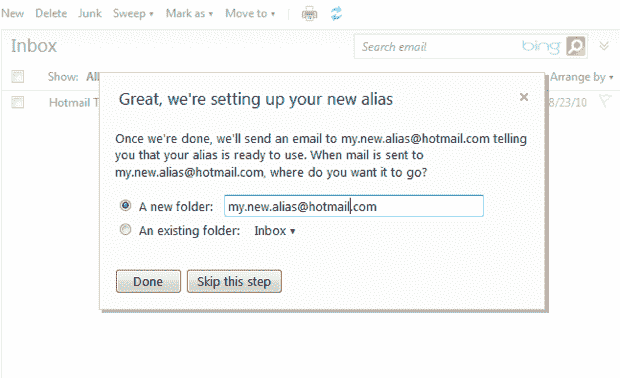 New Delete Junk Sweep Mark as Move to
Inbox
Search email bing
Show: All Arrange by
Hotmail T 8/23/10
Great, we're setting up your new alias
Once we're done, we'll send an email to my.new.alias@hotmail.com telling
you that your alias is ready to use. When mail is sent to
my.new.alias@hotmail.com, where do you want it to go?
A new folder: my.new.alias@hotmail.com
An existing folder: Inbox
Done Skip this step